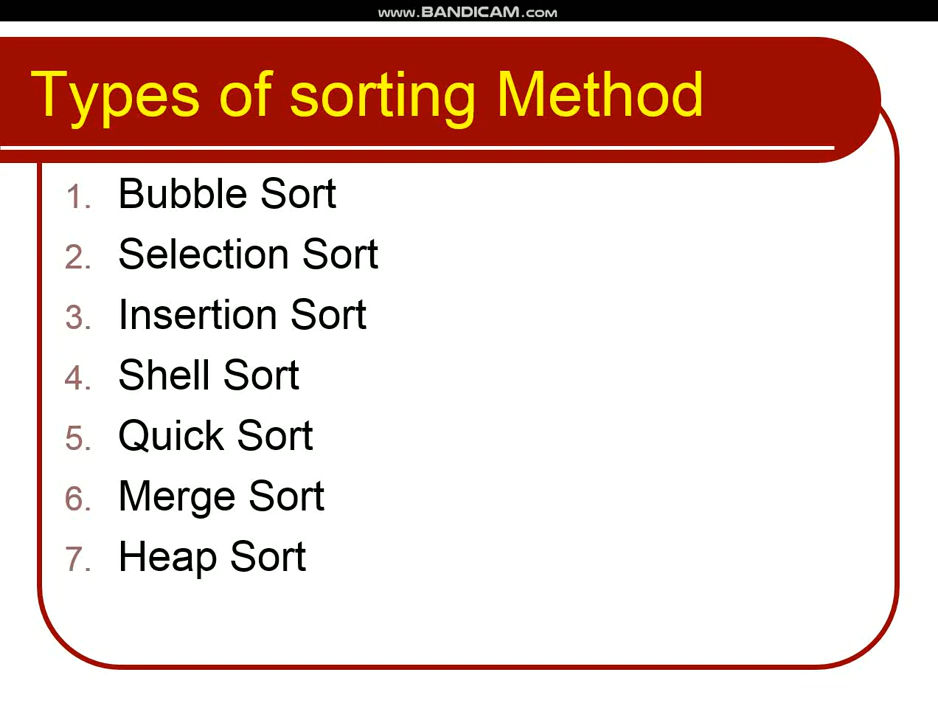 www.BANDICAM.com
Types of sorting Method
1. Bubble Sort
2. Selection Sort
3. Insertion Sort
4. Shell Sort
5. Quick Sort
6. Merge Sort
7. Heap Sort